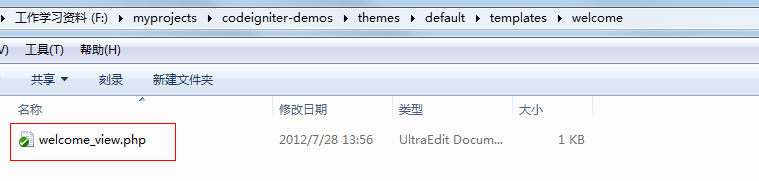 工作学习资料 (F:) ▸ myprojects ▸ codeigniter-demos ▸ themes ▸ default ▸ templates ▸ welcome
V) 工具(T) 帮助(H)
共享 刻录 新建文件夹
名称 修改日期 类型 大小
welcome_view.php 2012/7/28 13:56 UltraEdit Docum... 1 KB